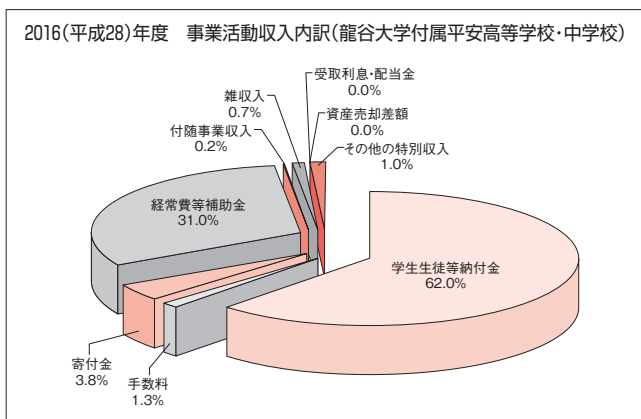 2016(平成28)年度　事業活動収入内訳(龍谷大学付属平安高等学校・中学校)
受取利息・配当金
0.0%
雑収入
0.7%
資産売却差額
0.0%
付随事業収入
0.2%
その他の特別収入
1.0%
経常費等補助金
31.0%
学生生徒等納付金
62.0%
寄付金
3.8%
手数料
1.3%